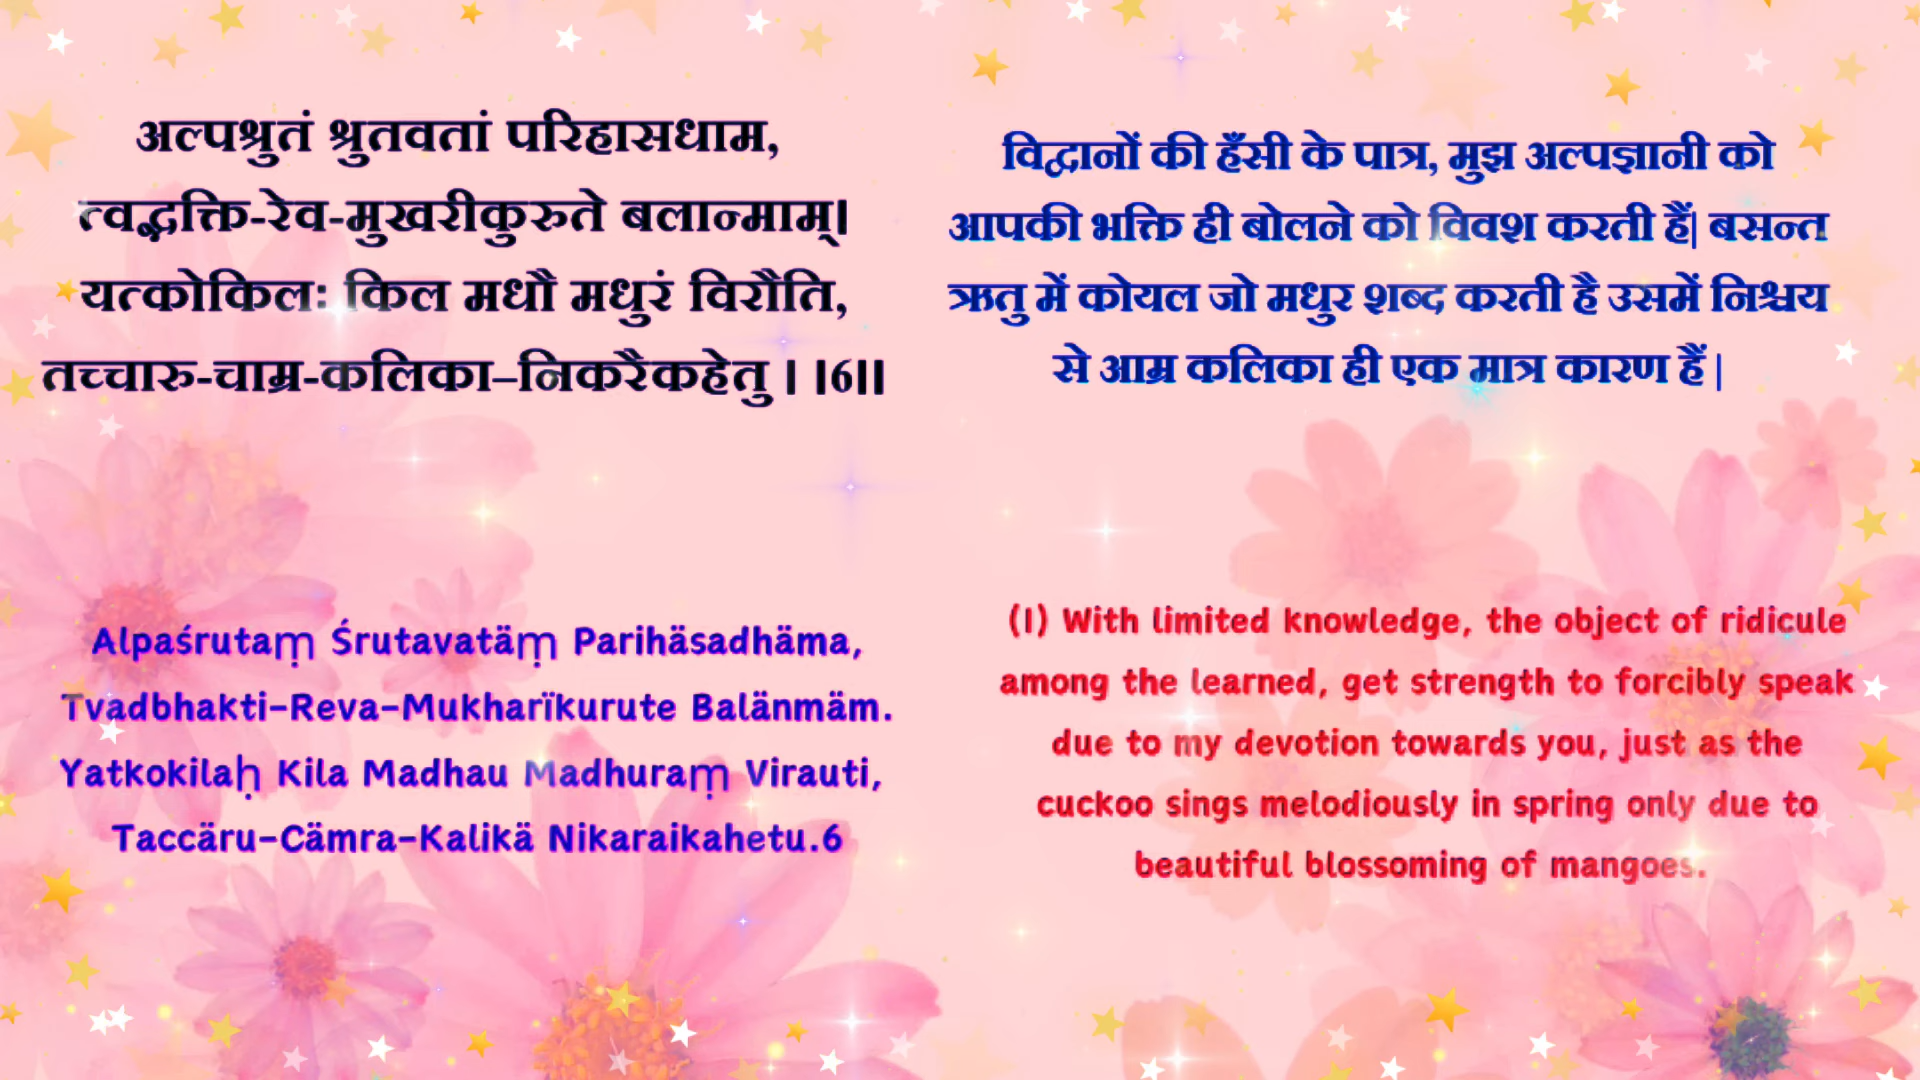 अल्पश्रुतं श्रुतवतां परिहासधाम,
त्वद्भक्ति-रेव-मुखरीकुरुते बलान्माम्।
यत्कोकिलः किल मधौ मधुरं विरौति,
तच्चारु-चाम्र-कलिका–निकरैकहेतु । ।6।।
विद्वानों की हँसी के पात्र, मुझ अल्पज्ञानी को
आपकी भक्ति ही बोलने को विवश करती हैं| बसन्त
ऋतु में कोयल जो मधुर शब्द करती है उसमें निश्चय
से आम्र कलिका ही एक मात्र कारण हैं |
Alpaśrutaṃ Śrutavatäṃ Parihäsadhäma,
Tvadbhakti-Reva-Mukharïkurute Balänmäm.
Yatkokilaḥ Kila Madhau Madhuraṃ Virauti,
Taccäru-Cämra-Kalikä Nikaraikahetu.6
(I) With limited knowledge, the object of ridicule
among the learned, get strength to forcibly speak
due to my devotion towards you, just as the
cuckoo sings melodiously in spring only due to
beautiful blossoming of mangoes.